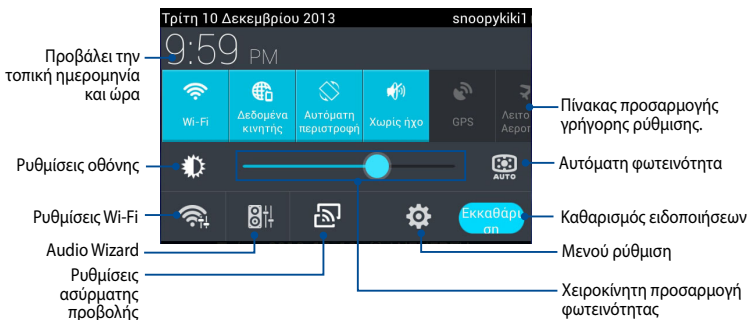 Τρίτη 10 Δεκεμβρίου 2013 snoopykiki1
9:59 PM
Προβάλει την
τοπική ημερομηνία
και ώρα
Wi-Fi
Δεδομένα
κινητής
Αυτόματη
περιστροφή
Χωρίς ήχο
GPS
Λειτο
Αεροπ
Πίνακας προσαρμογής
γρήγορης ρύθμισης.
Ρυθμίσεις οθόνης
AUTO
Αυτόματη φωτεινότητα
Ρυθμίσεις Wi-Fi
Εκκαθάρι
ση
Καθαρισμός ειδοποιήσεων
Audio Wizard
Μενού ρύθμιση
Ρυθμίσεις
ασύρματης
προβολής
Χειροκίνητη προσαρμογή
φωτεινότητας